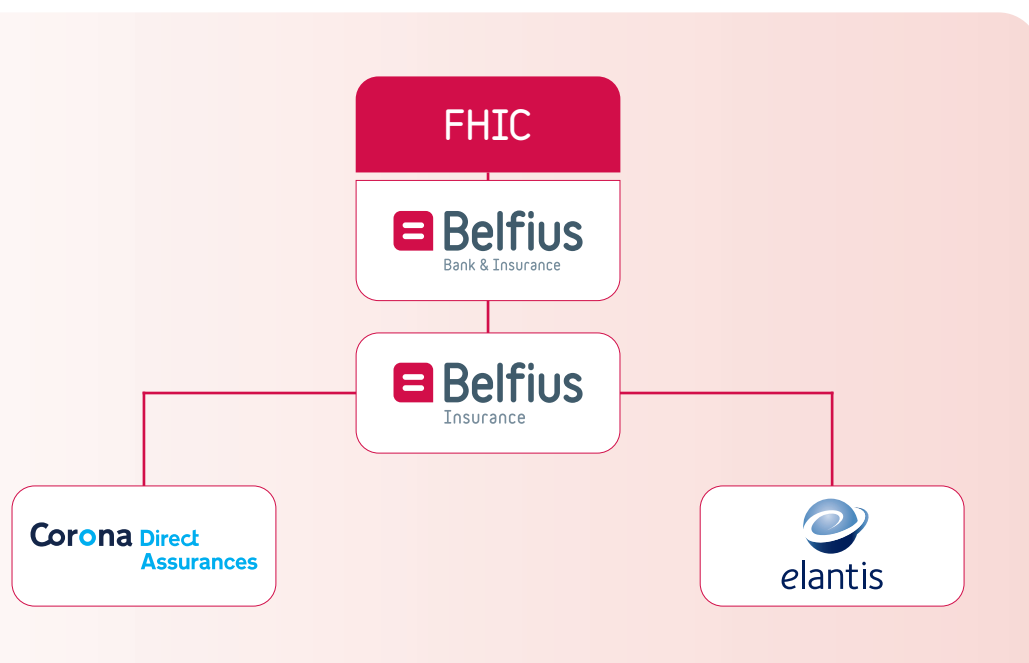 FHIC
Belfius
Bank & Insurance
Belfius
Insurance
Corona Direct
Assurances
elantis